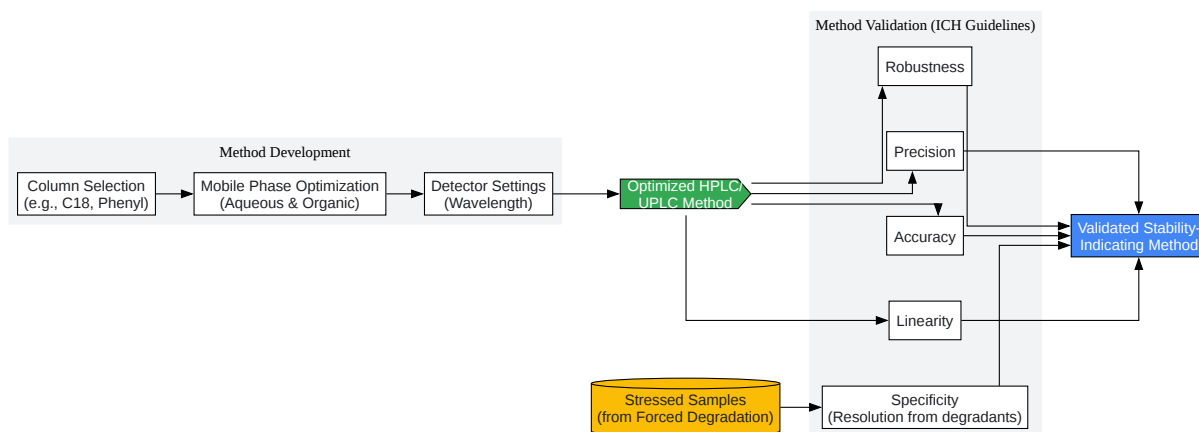 Method Validation (ICH Guidelines)
Robustness
Precision
Method Development
Column Selection
(e.g., C18, Phenyl)
Mobile Phase Optimization
(Aqueous & Organic)
Detector Settings
(Wavelength)
Optimized HPLC/
UPLC Method
Accuracy
Validated Stability-
Indicating Method
Linearity
Stressed Samples
(from Forced Degradation)
Specificity
(Resolution from degradants)